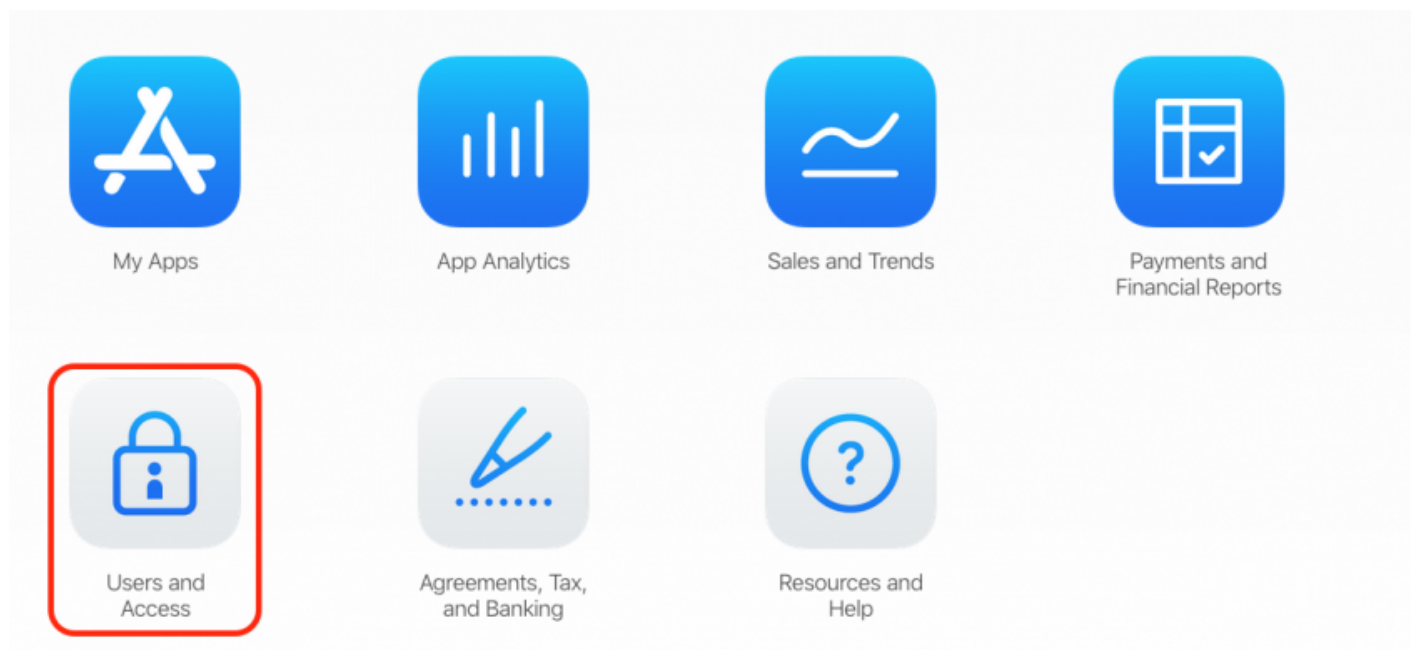 My Apps
App Analytics
Sales and Trends
Payments and
Financial Reports
Users and
Access
Agreements, Tax,
and Banking
?
Resources and
Help